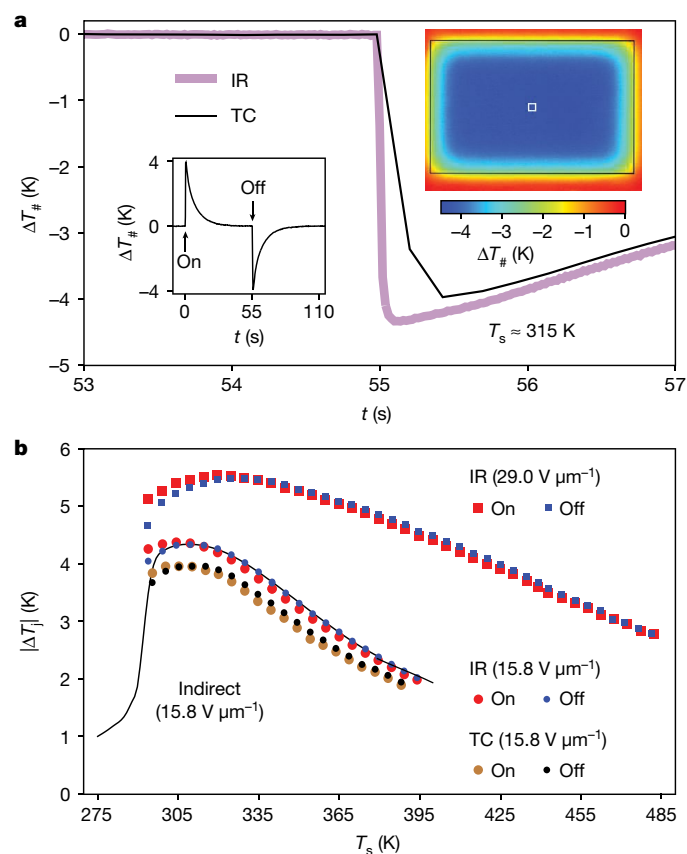 a
0
−1
−2
−3
−4
−5
ΔT# (K)
IR
TC
4
0
−4
ΔT# (K)
On
Off
0 55 110
t (s)
−4 −3 −2 −1 0
ΔT# (K)
Ts ≈ 315 K
53 54 55 56 57
t (s)
b
6
5
4
3
2
1
0
|ΔTj| (K)
IR (29.0 V μm−1)
On Off
Indirect
(15.8 V μm−1)
IR (15.8 V μm−1)
On Off
TC (15.8 V μm−1)
On Off
275 305 335 365 395 425 455 485
Ts (K)